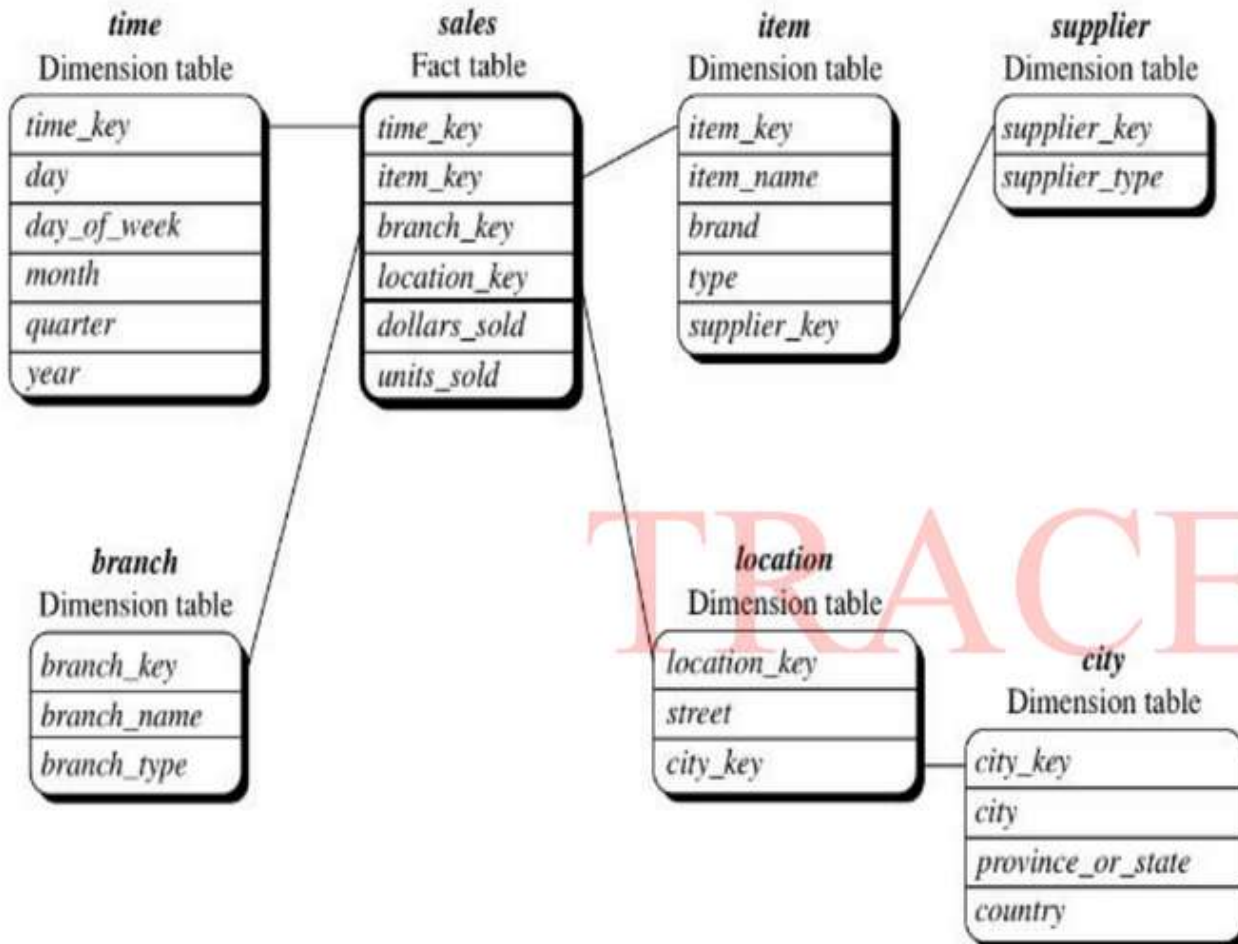 time
Dimension table
time_key
day
day_of_week
month
quarter
year
sales
Fact table
time_key
item_key
branch_key
location_key
dollars_sold
units_sold
item
Dimension table
item_key
item_name
brand
type
supplier_key
supplier
Dimension table
supplier_key
supplier_type
branch
Dimension table
branch_key
branch_name
branch_type
location
Dimension table
location_key
street
city_key
city
Dimension table
city_key
city
province_or_state
country
TRACE